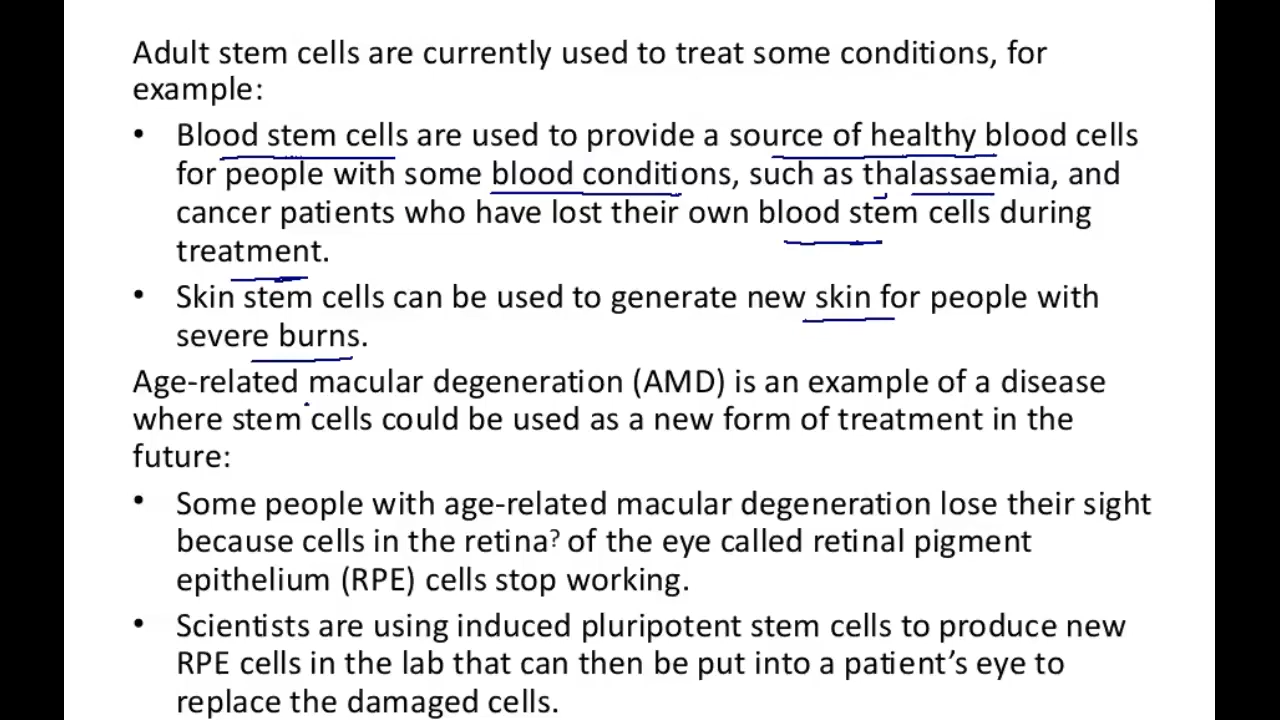 Adult stem cells are currently used to treat some conditions, for
example:
• Blood stem cells are used to provide a source of healthy blood cells
for people with some blood conditions, such as thalassaemia, and
cancer patients who have lost their own blood stem cells during
treatment.
• Skin stem cells can be used to generate new skin for people with
severe burns.
Age-related macular degeneration (AMD) is an example of a disease
where stem cells could be used as a new form of treatment in the
future:
• Some people with age-related macular degeneration lose their sight
because cells in the retina? of the eye called retinal pigment
epithelium (RPE) cells stop working.
• Scientists are using induced pluripotent stem cells to produce new
RPE cells in the lab that can then be put into a patient’s eye to
replace the damaged cells.